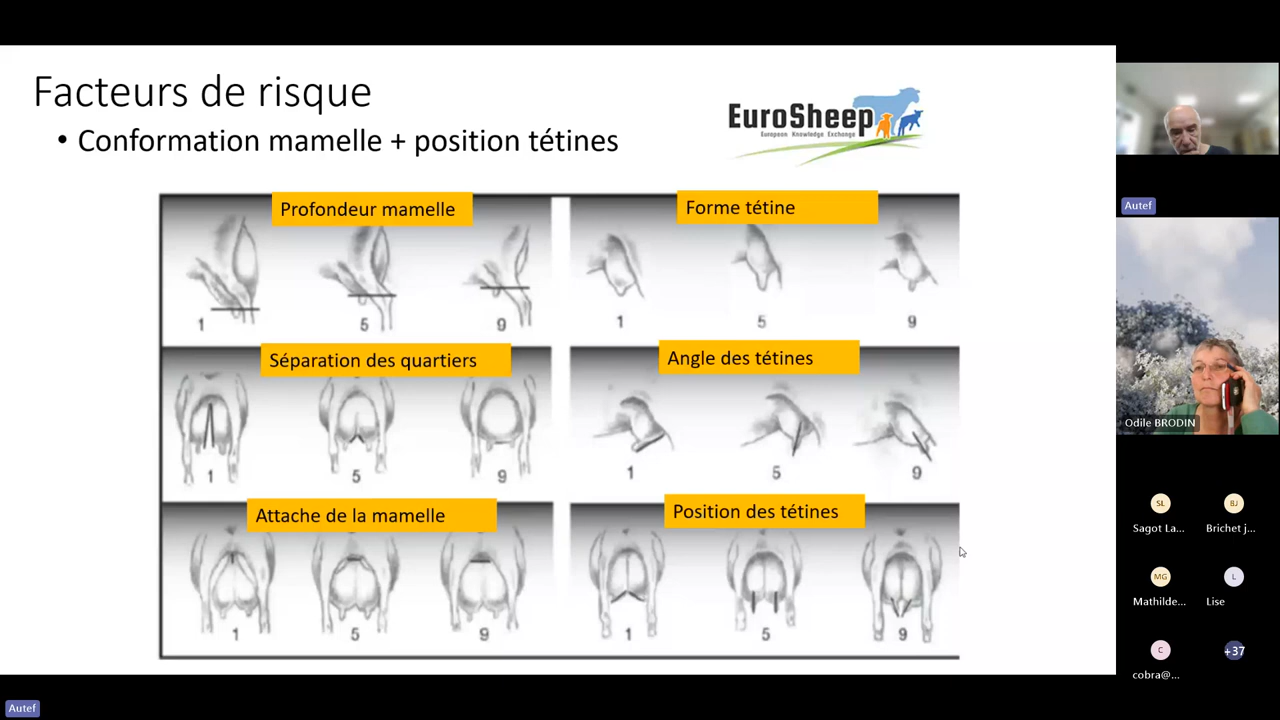 Facteurs de risque
• Conformation mamelle + position tétines
EuroSheep
European Knowledge Exchange
Profondeur mamelle
1 5 9
Forme tétine
1 5 9
Séparation des quartiers
1 5 9
Angle des tétines
1 5 9
Attache de la mamelle
1 5 9
Position des tétines
1 5 9
Autef
Odile BRODIN
SL
Sagot La...
BJ
Brichet j...
MG
Mathilde...
L
Lise
C
cobra@...
+37
Autef